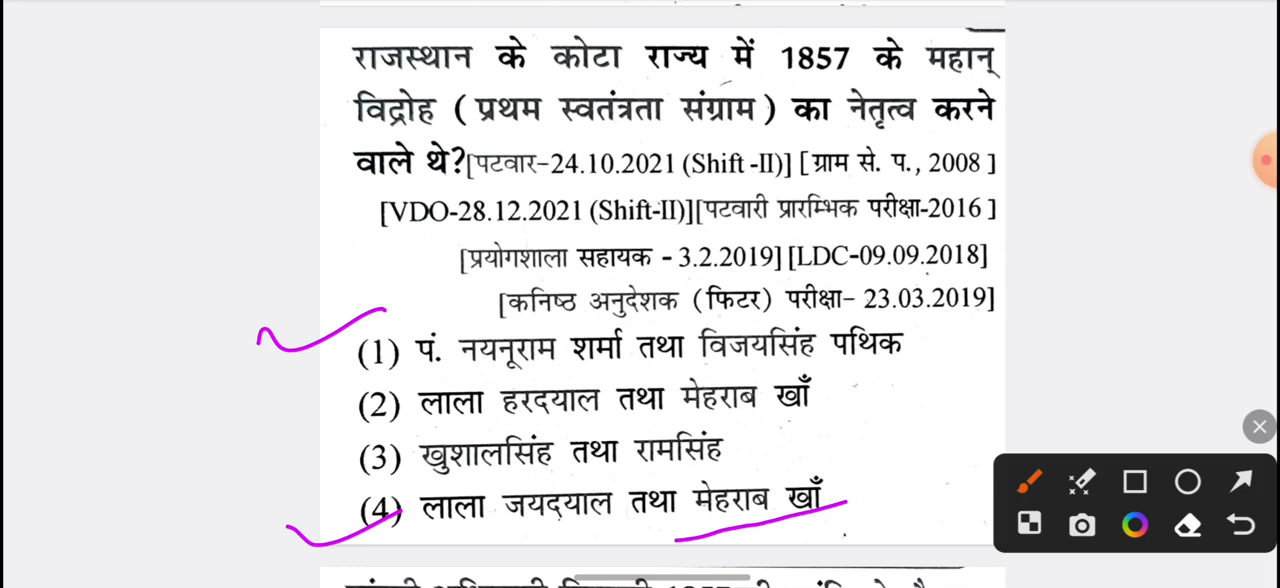 राजस्थान के कोटा राज्य में 1857 के महान्
विद्रोह ( प्रथम स्वतंत्रता संग्राम ) का नेतृत्व करने
वाले थे?[पटवार-24.10.2021 (Shift -II)] [ग्राम से. प., 2008 ]
[VDO-28.12.2021 (Shift-II)][पटवारी प्रारम्भिक परीक्षा-2016 ]
[प्रयोगशाला सहायक - 3.2.2019] [LDC-09.09.2018]
[कनिष्ठ अनुदेशक (फिटर) परीक्षा- 23.03.2019]
(1) पं. नयनूराम शर्मा तथा विजयसिंह पथिक
(2) लाला हरदयाल तथा मेहराब खाँ
(3) खुशालसिंह तथा रामसिंह
(4) लाला जयदयाल तथा मेहराब खाँ